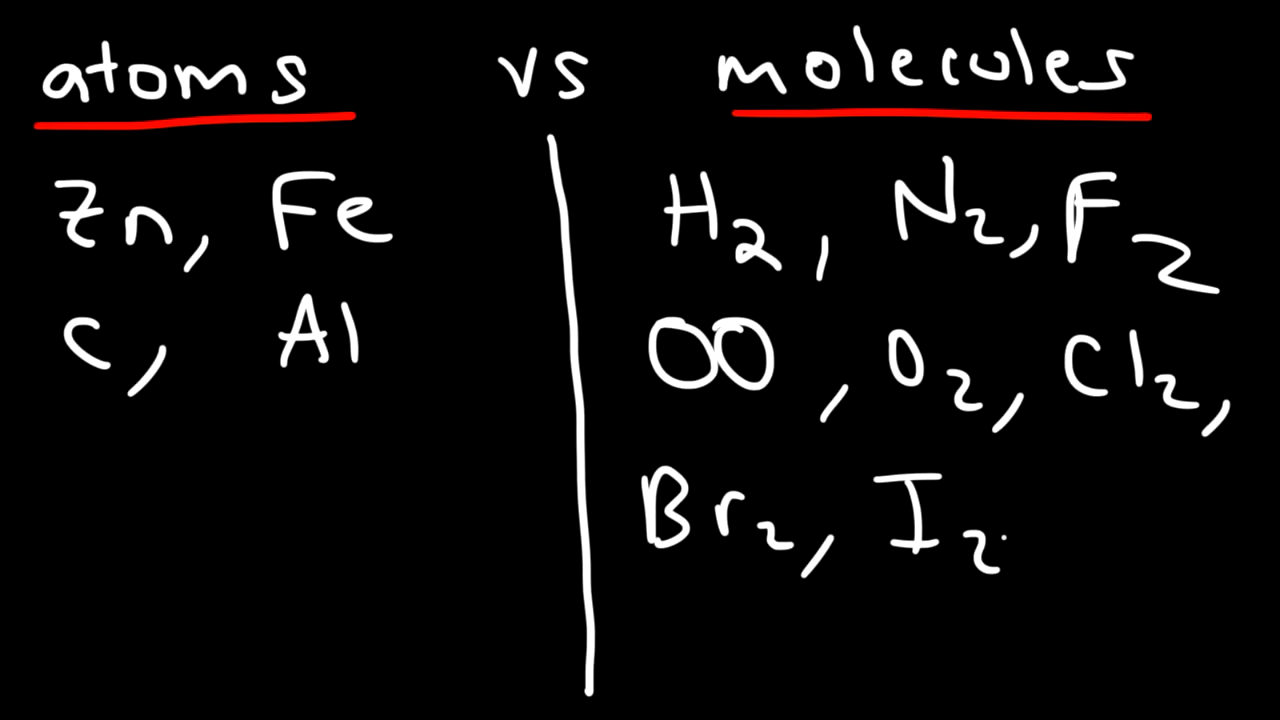 atoms vs molecules
Zn, Fe
C, Al
H₂, N₂, F₂
OO, O₂, Cl₂,
Br₂, I₂